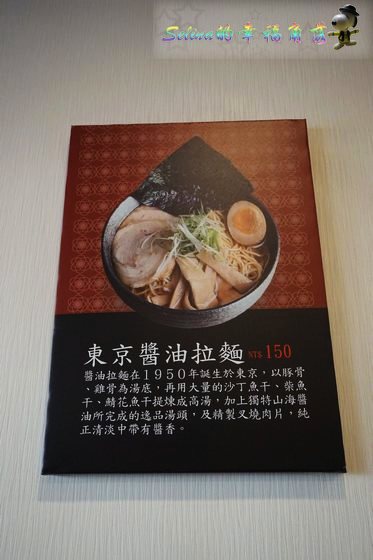 Selina的幸福角落
東京醬油拉麵 NT$ 150
醬油拉麵在1950年誕生於東京，以豚骨
、雞骨為湯底，再用大量的沙丁魚干、柴魚
干、鯖花魚干提煉成高湯，加上獨特山海醬
油所完成的逸品湯頭，及精製叉燒肉片，純
正清淡中帶有醬香。